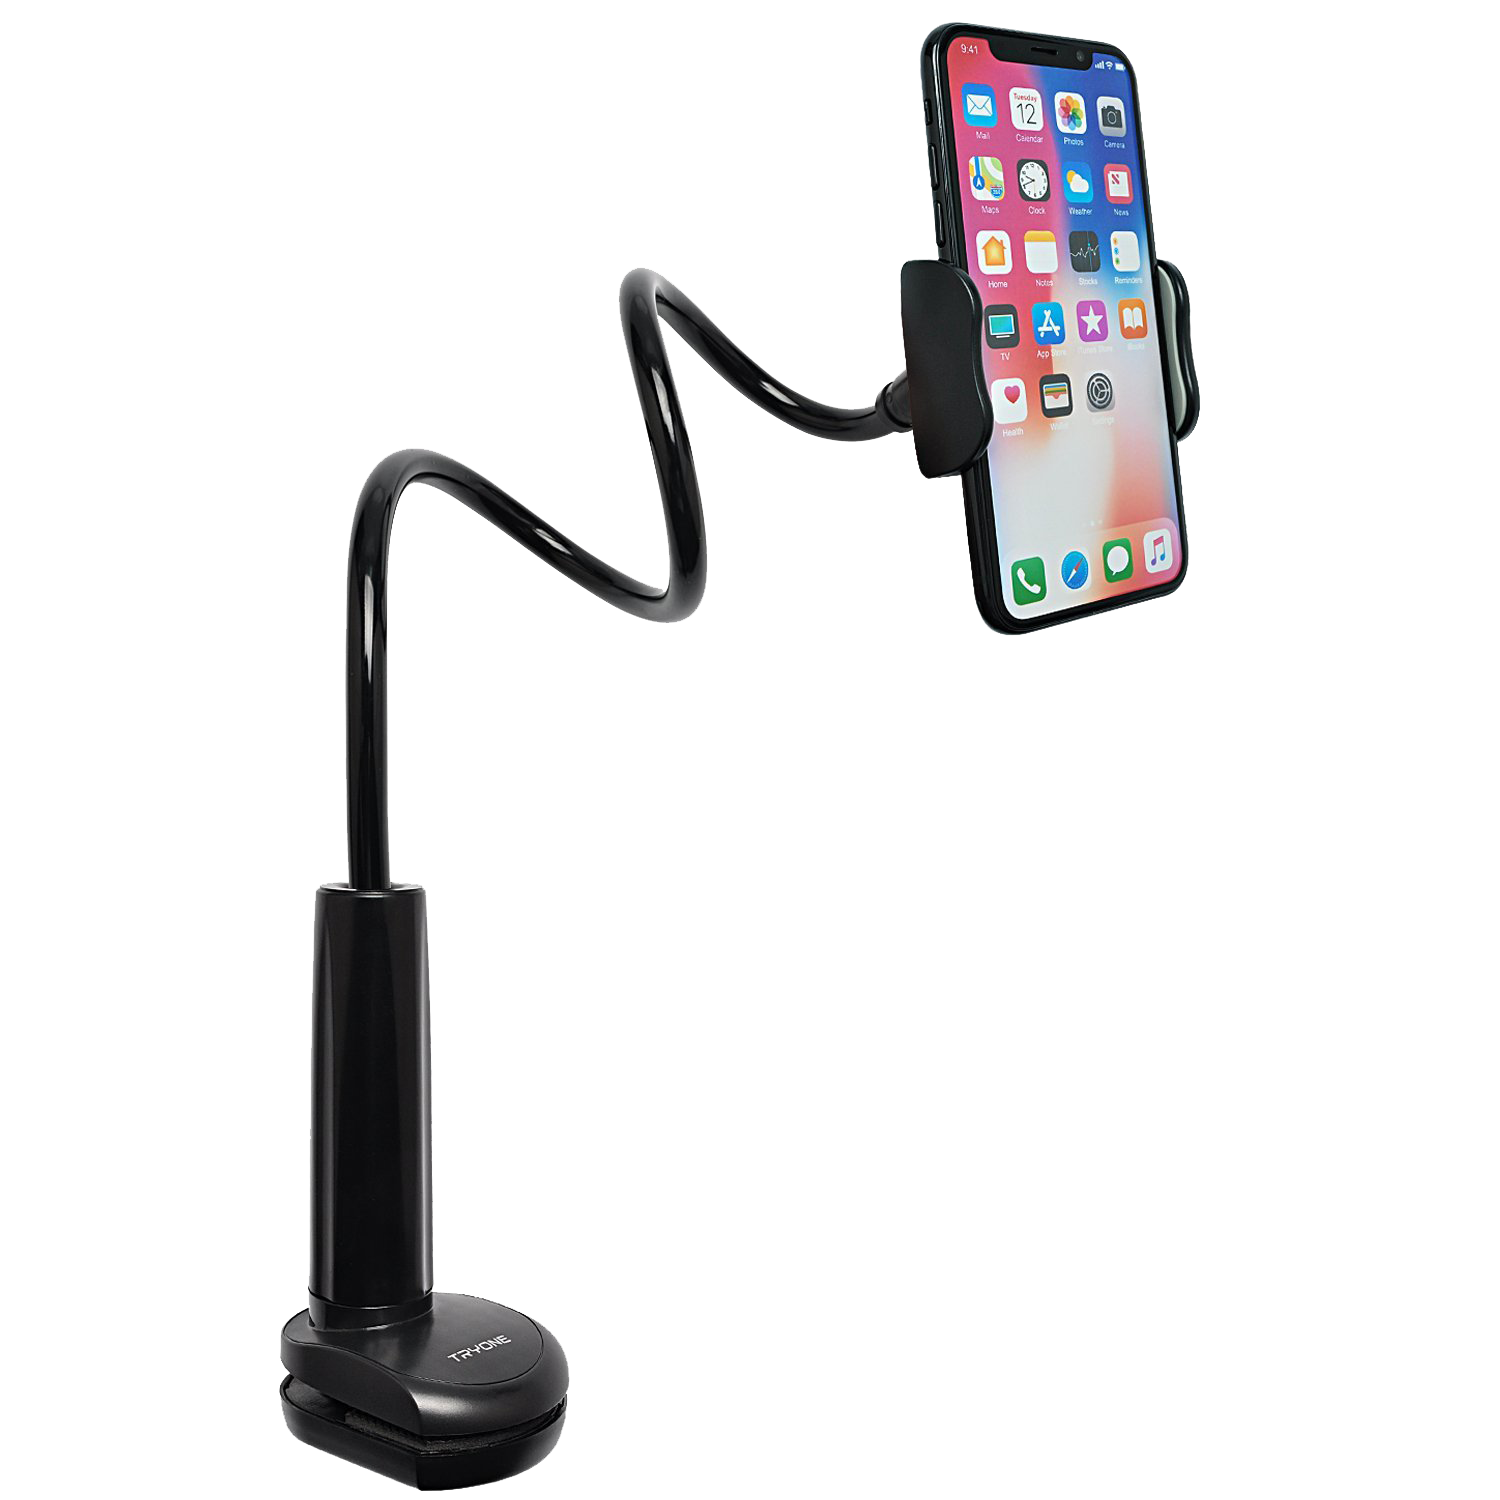 9:41
Tuesday
12
Mail Calendar Photos Camera
Maps Clock Weather News
Home Notes Stocks Reminders
TV App Store iTunes Store iBooks
Health Wallet Settings
TRYONE